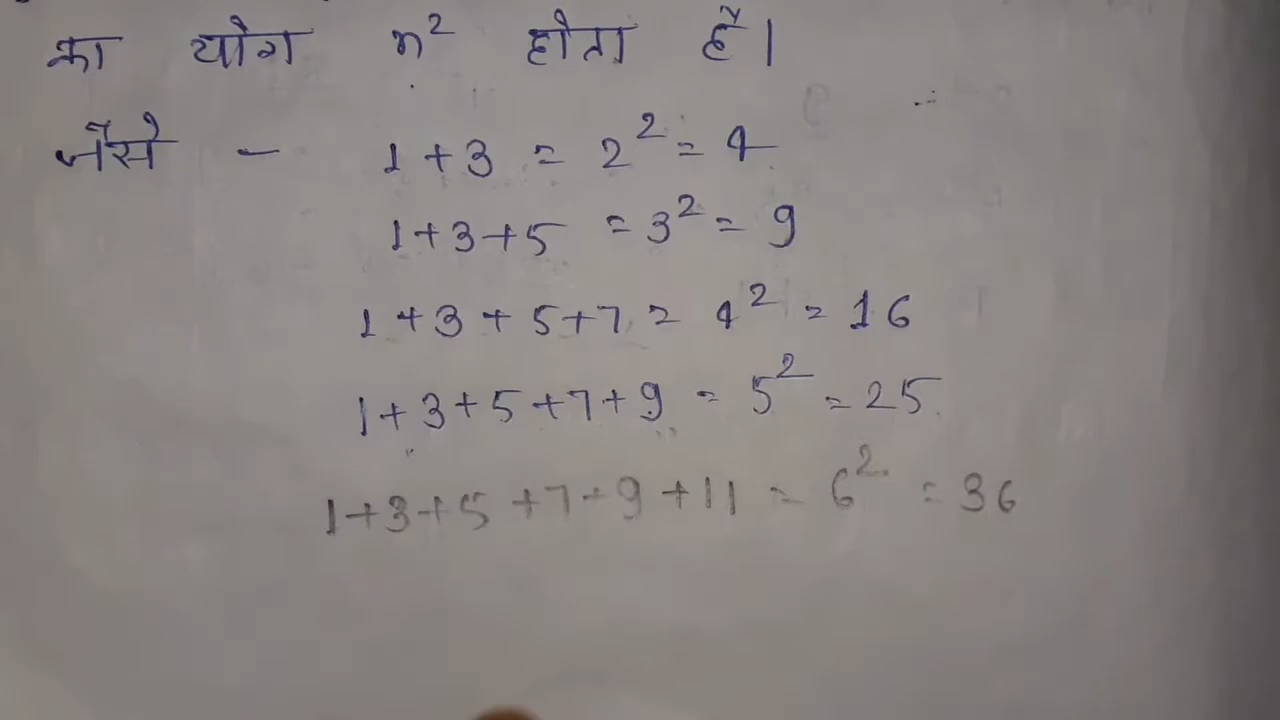 का योग n² होता है।
जैसे - 1+3 = 2² = 4
1+3+5 = 3² = 9
1+3+5+7 = 4² = 16
1+3+5+7+9 = 5² = 25
1+3+5+7+9+11 = 6² = 36